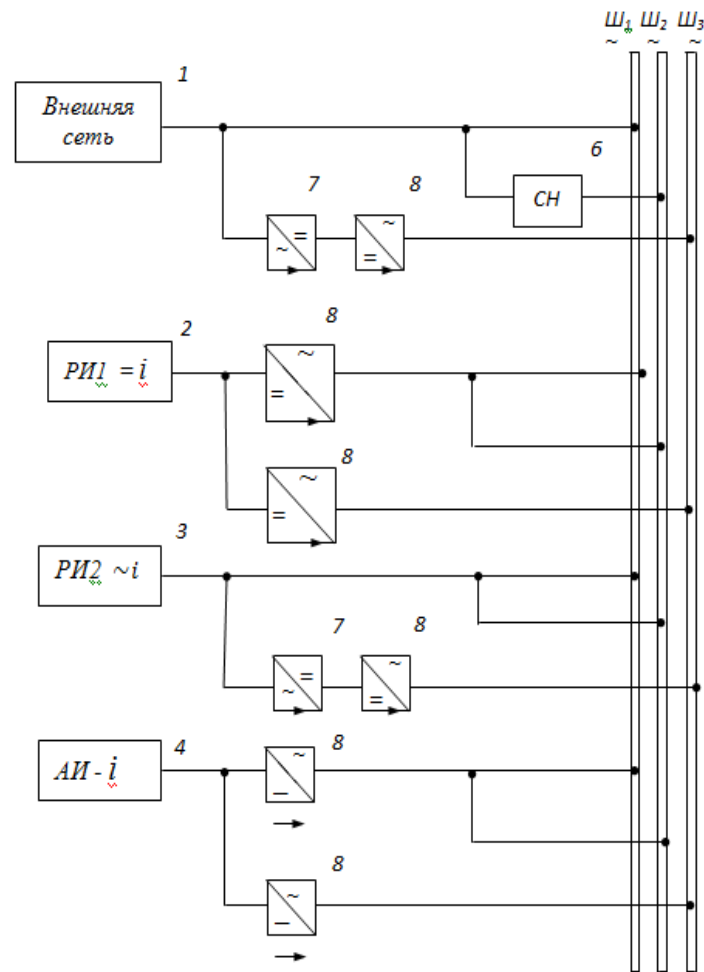 Ш₁ Ш₂ Ш₃
~ ~ ~
1
Внешняя
сеть
6
СН
7 8
~ = = ~
2
РИ1 = i
8
= ~
8
= ~
3
РИ2 ~ i
7 8
~ = = ~
4
АИ - i
8
~ –
8
~ –